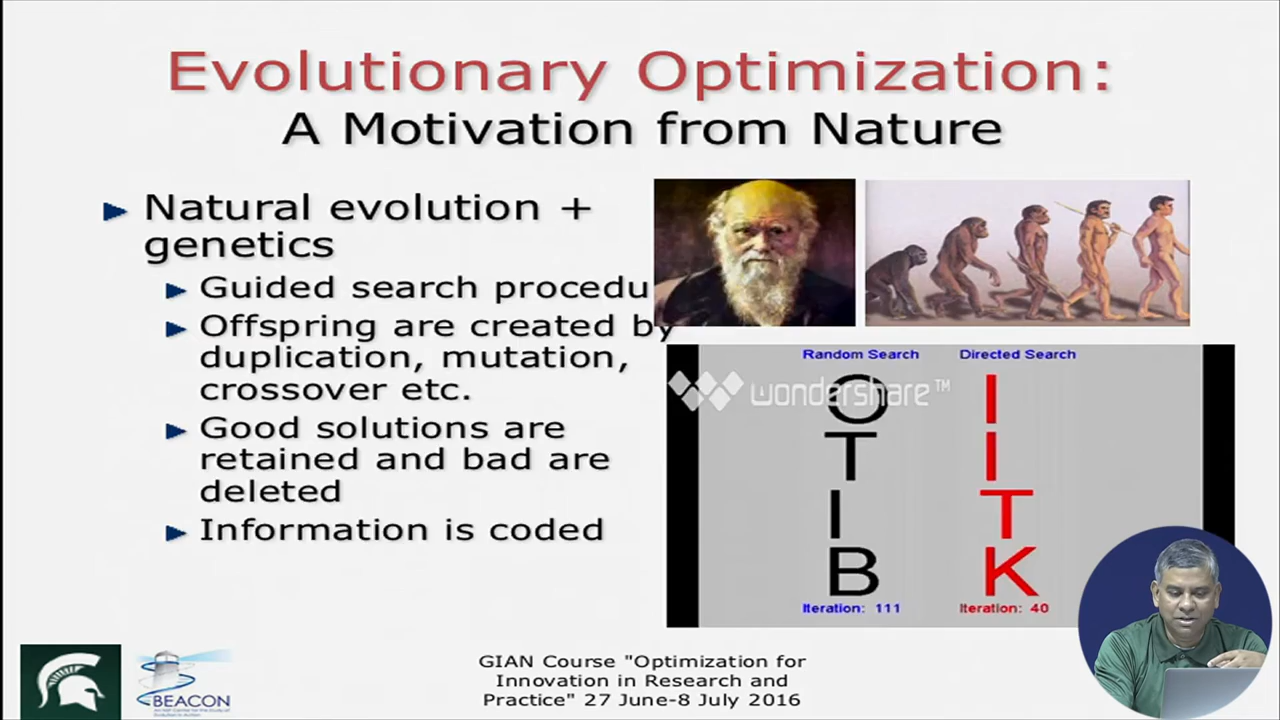 Evolutionary Optimization:
A Motivation from Nature
Natural evolution +
genetics
Guided search procedu
Offspring are created by
duplication, mutation,
crossover etc.
Good solutions are
retained and bad are
deleted
Information is coded
Random Search
Directed Search
wondershare™
O
T
I
B
I
I
T
K
Iteration: 111
Iteration: 40
BEACON
GIAN Course "Optimization for
Innovation in Research and
Practice" 27 June-8 July 2016